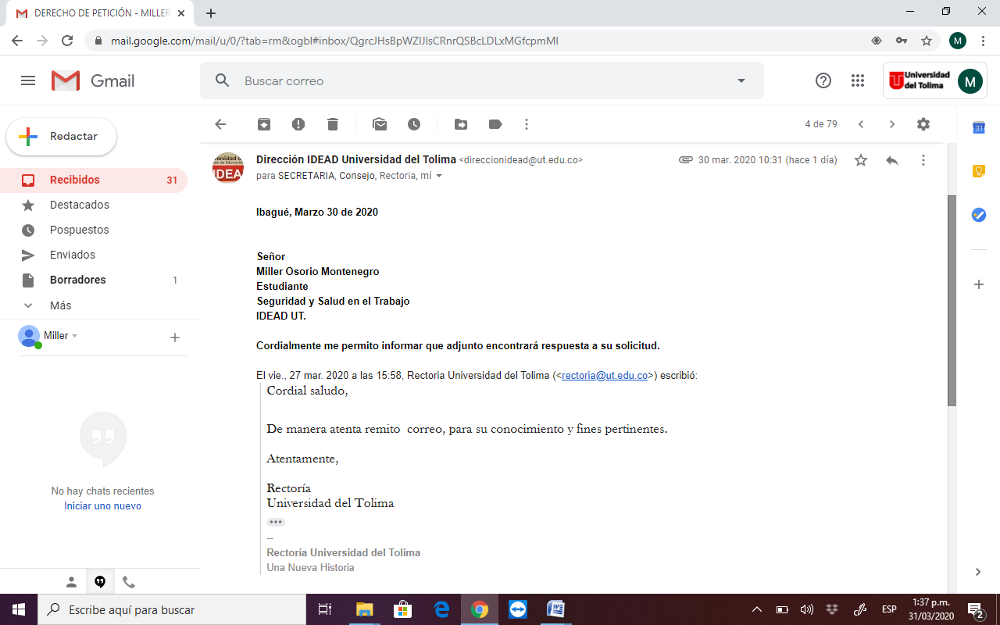 DERECHO DE PETICIÓN - MILLER
mail.google.com/mail/u/0/?tab=rm&ogbl#inbox/QgrcJHsBpWZlJlsCRnrQSBcLDLxMGfcpmMl
M
Gmail
Buscar correo
Universidad
del Tolima
M
Redactar
4 de 79
31
Recibidos 31
Destacados
Pospuestos
Enviados
Borradores 1
Más
Miller
No hay chats recientes
Iniciar uno nuevo
IDEA
Dirección IDEAD Universidad del Tolima <direccionidead@ut.edu.co>
30 mar. 2020 10:31 (hace 1 día)
para SECRETARIA, Consejo, Rectoria, mí
Ibagué, Marzo 30 de 2020
Señor
Miller Osorio Montenegro
Estudiante
Seguridad y Salud en el Trabajo
IDEAD UT.
Cordialmente me permito informar que adjunto encontrará respuesta a su solicitud.
El vie., 27 mar. 2020 a las 15:58, Rectoria Universidad del Tolima (<rectoria@ut.edu.co>) escribió:
Cordial saludo,
De manera atenta remito  correo, para su conocimiento y fines pertinentes.
Atentamente,
Rectoría
Universidad del Tolima
--
Rectoría Universidad del Tolima
Una Nueva Historia
Escribe aquí para buscar
ESP
1:37 p.m.
31/03/2020
2